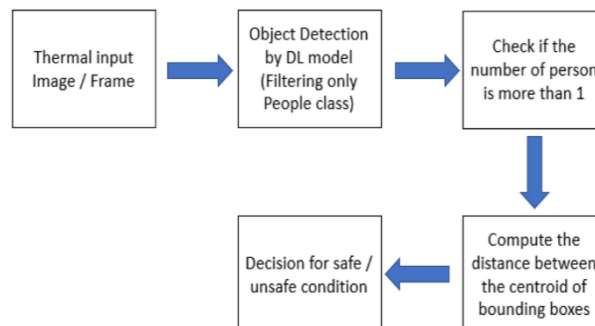 Thermal input
Image / Frame
Object Detection
by DL model
(Filtering only
People class)
Check if the
number of person
is more than 1
Compute the
distance between
the centroid of
bounding boxes
Decision for safe /
unsafe condition